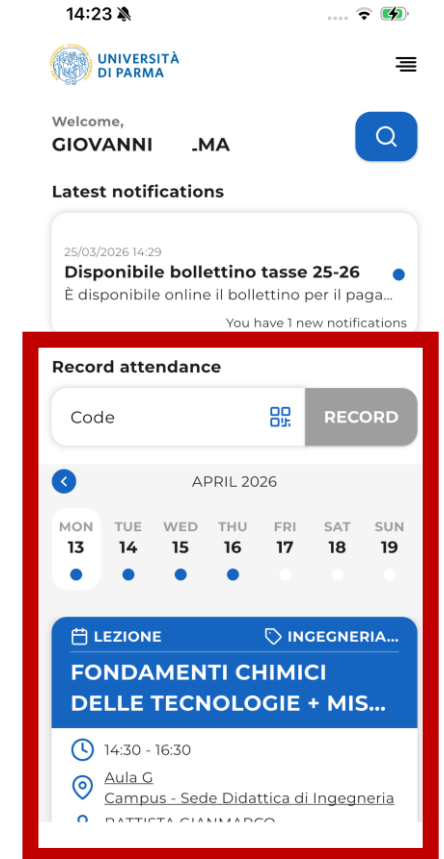 14:23
UNIVERSITÀ
DI PARMA
Welcome,
GIOVANNI MA
Latest notifications
25/03/2026 14:29
Disponibile bollettino tasse 25-26
È disponibile online il bollettino per il paga...
You have 1 new notifications
Record attendance
Code
RECORD
APRIL 2026
MON TUE WED THU FRI SAT SUN
13 14 15 16 17 18 19
LEZIONE INGEGNERIA...
FONDAMENTI CHIMICI
DELLE TECNOLOGIE + MIS...
14:30 - 16:30
Aula G
Campus - Sede Didattica di Ingegneria
BATTISTA GIANMARCO